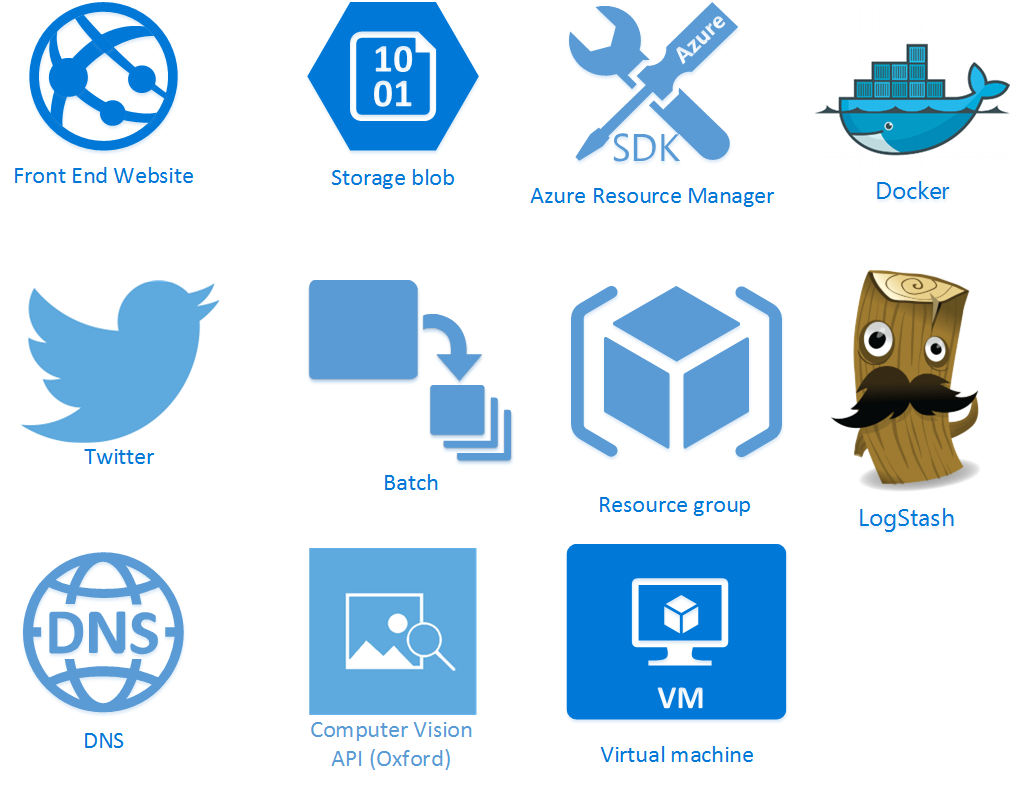 10
01
Azure
SDK
Front End Website
Storage blob
Azure Resource Manager
Docker
Twitter
Batch
Resource group
LogStash
DNS
VM
DNS
Computer Vision
API (Oxford)
Virtual machine